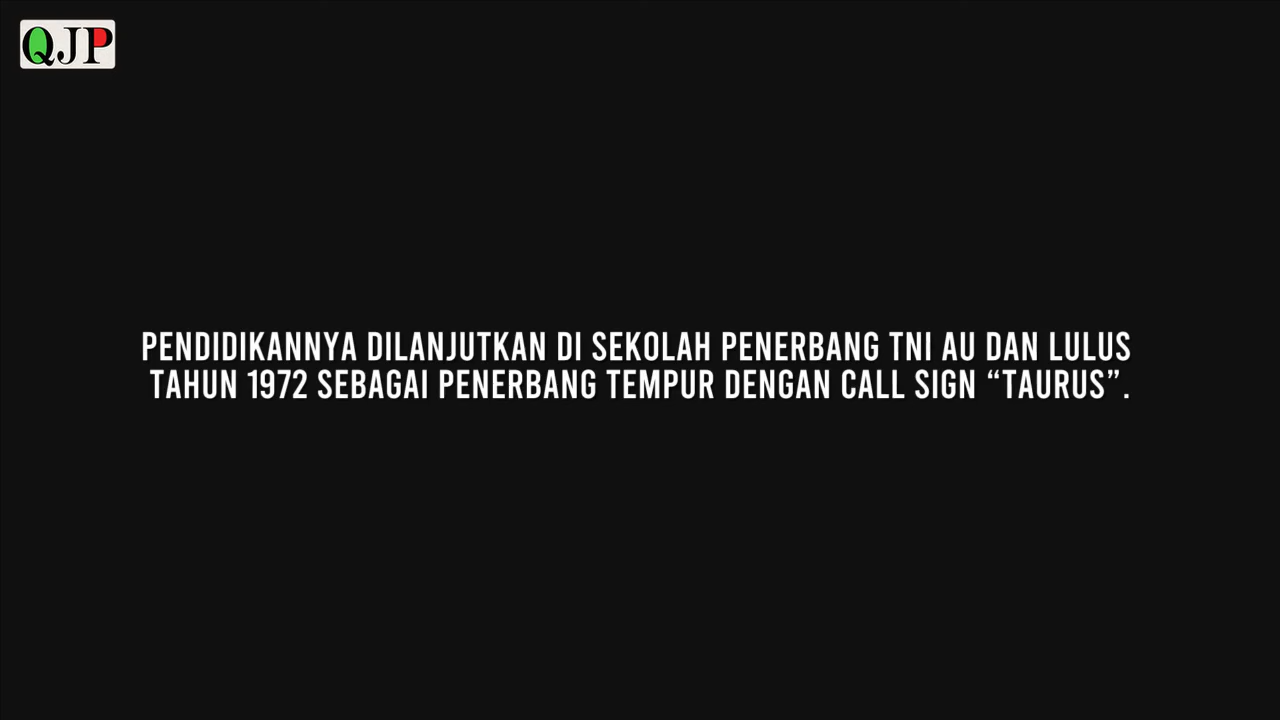 QJP
PENDIDIKANNYA DILANJUTKAN DI SEKOLAH PENERBANG TNI AU DAN LULUS
TAHUN 1972 SEBAGAI PENERBANG TEMPUR DENGAN CALL SIGN “TAURUS”.